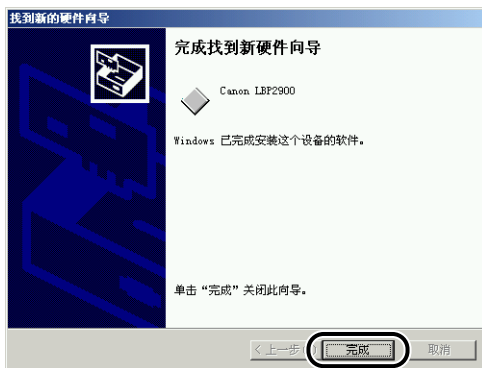 找到新的硬件向导
完成找到新硬件向导
Canon LBP2900
Windows 已完成安装这个设备的软件。
单击“完成”关闭此向导。
< 上一步 完成 取消